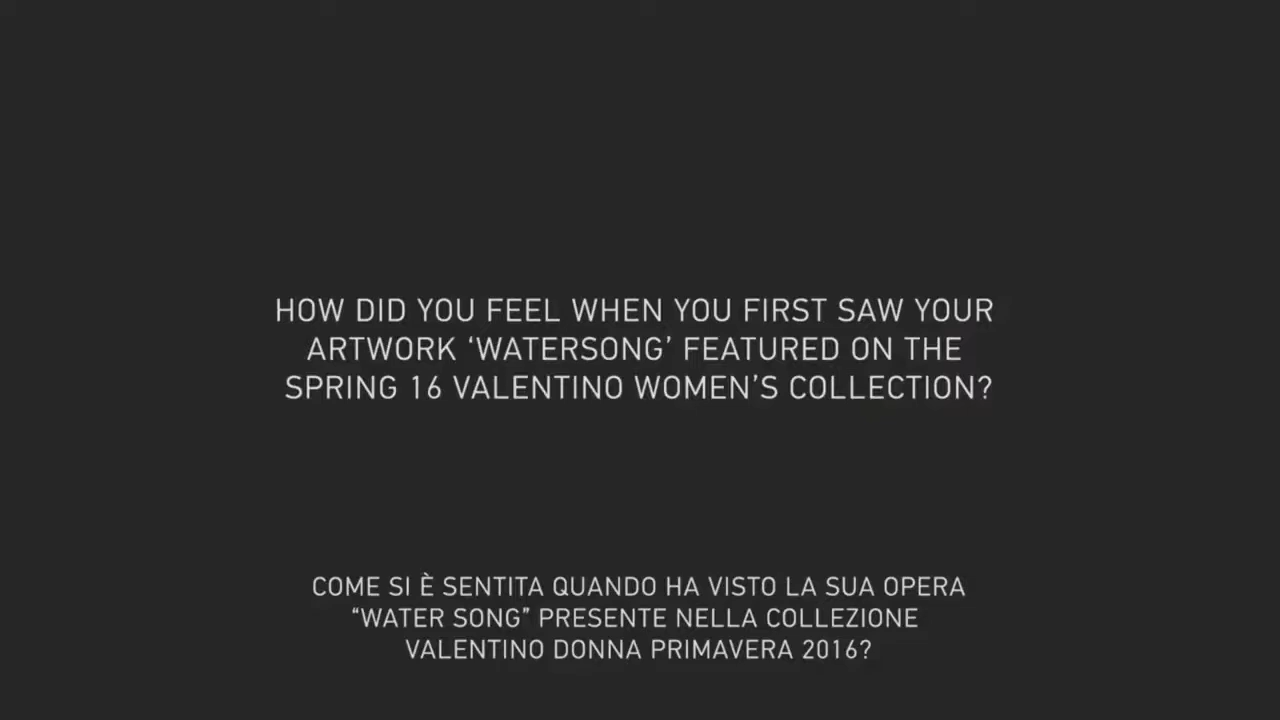 HOW DID YOU FEEL WHEN YOU FIRST SAW YOUR
ARTWORK ‘WATERSONG’ FEATURED ON THE
SPRING 16 VALENTINO WOMEN’S COLLECTION?
COME SI È SENTITA QUANDO HA VISTO LA SUA OPERA
“WATER SONG” PRESENTE NELLA COLLEZIONE
VALENTINO DONNA PRIMAVERA 2016?